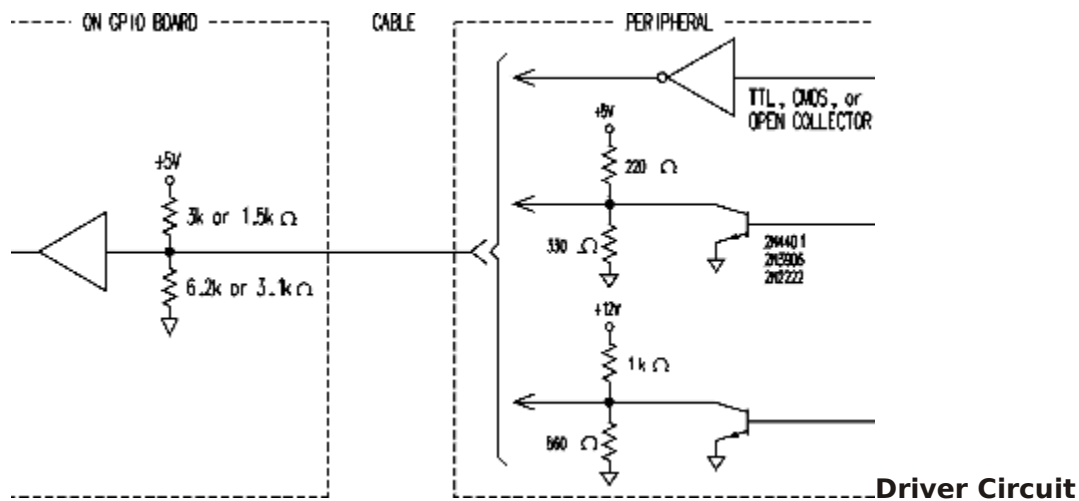 ON GPIO BOARD
CABLE
PERIPHERAL
TTL, CMOS, or
OPEN COLLECTOR
+5V
220 Ω
+5V
3k or 1.5k Ω
330 Ω
2N4401
2N3906
2N2222
6.2k or 3.1k Ω
+12V
1k Ω
560 Ω
Driver Circuit